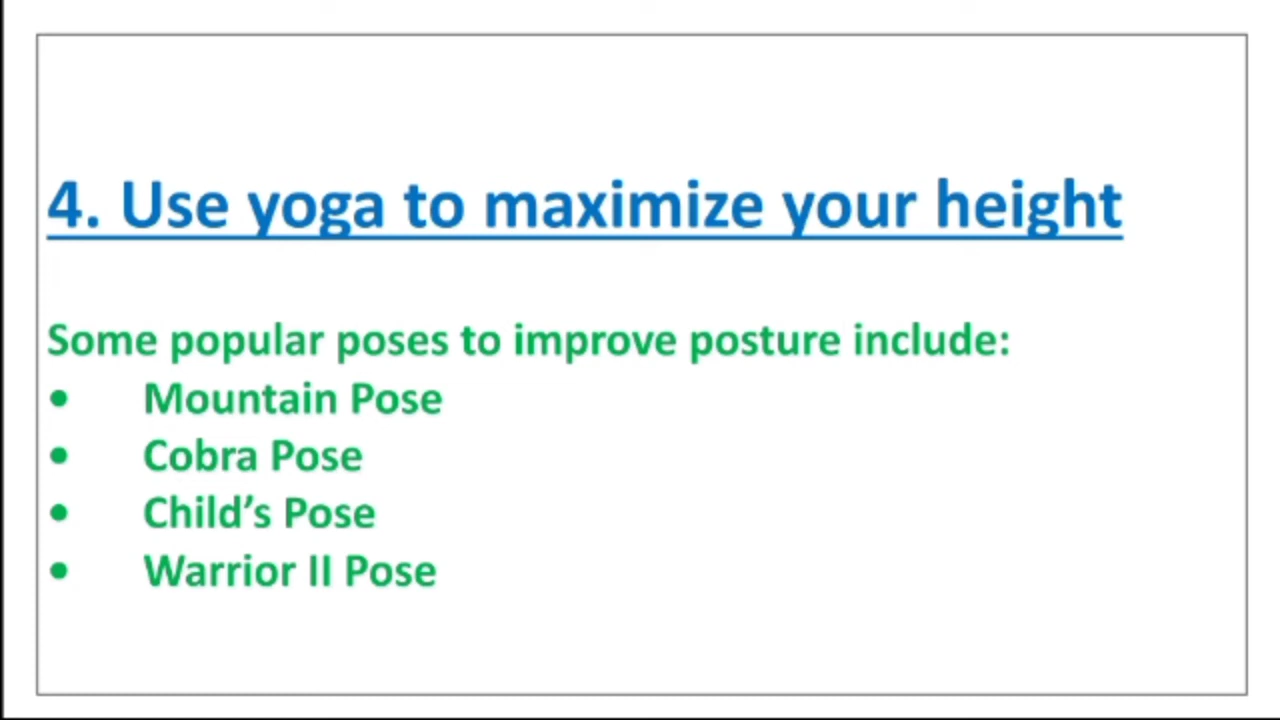 4. Use yoga to maximize your height
Some popular poses to improve posture include:
• Mountain Pose
• Cobra Pose
• Child’s Pose
• Warrior II Pose